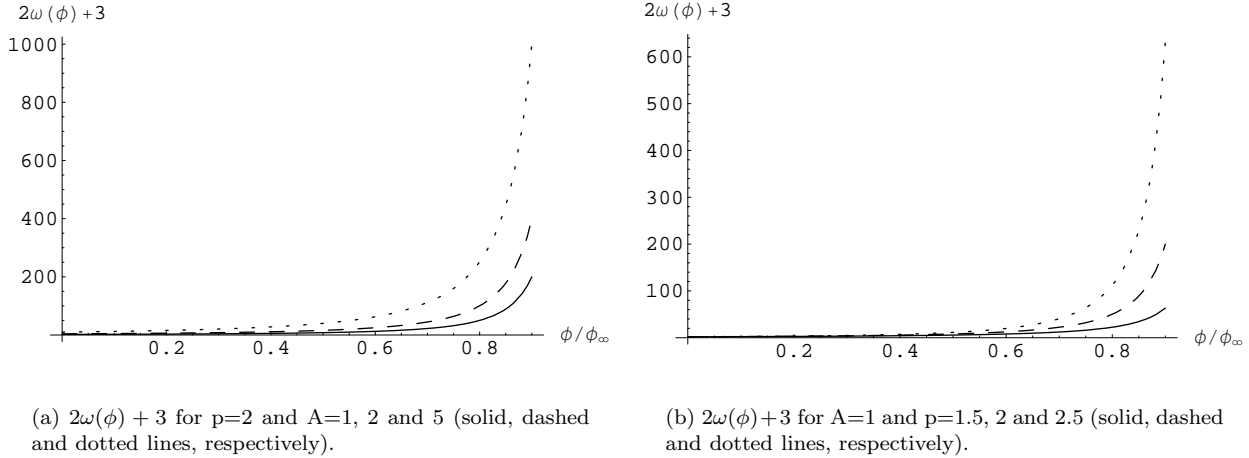 2ω(ϕ)+3
1000
800
600
400
200
0.2 0.4 0.6 0.8
ϕ/ϕ∞
2ω(ϕ)+3
600
500
400
300
200
100
0.2 0.4 0.6 0.8
ϕ/ϕ∞
(a) 2ω(ϕ) + 3 for p=2 and A=1, 2 and 5 (solid, dashed
and dotted lines, respectively).
(b) 2ω(ϕ)+3 for A=1 and p=1.5, 2 and 2.5 (solid, dashed
and dotted lines, respectively).